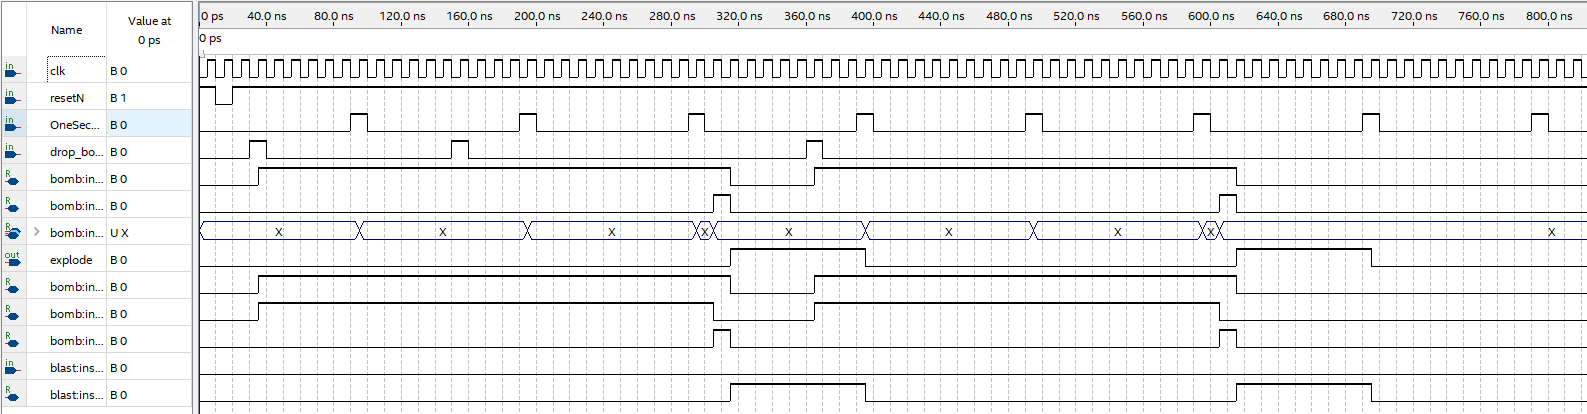 Name
Value at
0 ps
0 ps 40.0 ns 80.0 ns 120.0 ns 160.0 ns 200.0 ns 240.0 ns 280.0 ns 320.0 ns 360.0 ns 400.0 ns 440.0 ns 480.0 ns 520.0 ns 560.0 ns 600.0 ns 640.0 ns 680.0 ns 720.0 ns 760.0 ns 800.0 ns
0 ps
in clk B 0
in resetN B 1
in OneSec... B 0
in drop_bo... B 0
R bomb:in... B 0
R bomb:in... B 0
R > bomb:in... U X X X X X X X X X X X
out explode B 0
R bomb:in... B 0
R bomb:in... B 0
R bomb:in... B 0
in blast:ins... B 0
R blast:ins... B 0